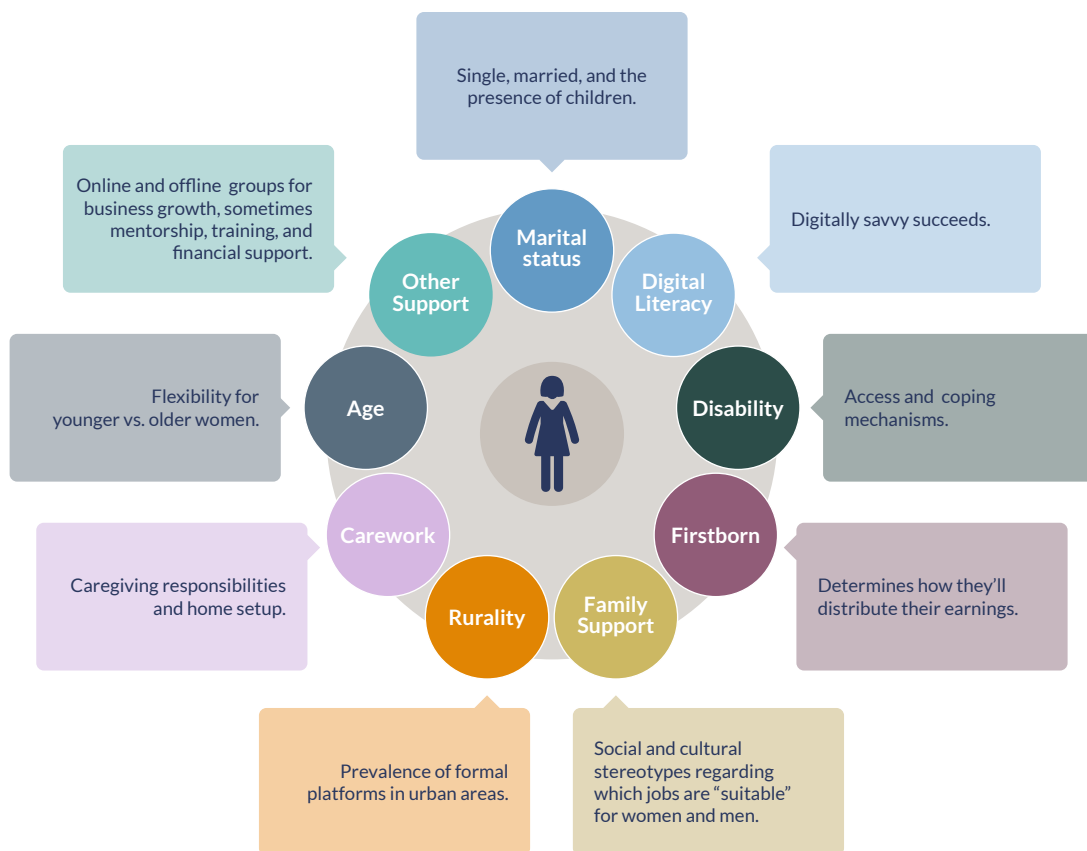 Single, married, and the
presence of children.
Online and offline groups for
business growth, sometimes
mentorship, training, and
financial support.
Digitally savvy succeeds.
Marital
status
Other
Support
Digital
Literacy
Flexibility for
younger vs. older women.
Age
Disability
Access and coping
mechanisms.
Caregiving responsibilities
and home setup.
Carework
Firstborn
Determines how they’ll
distribute their earnings.
Rurality
Family
Support
Prevalence of formal
platforms in urban areas.
Social and cultural
stereotypes regarding
which jobs are “suitable”
for women and men.